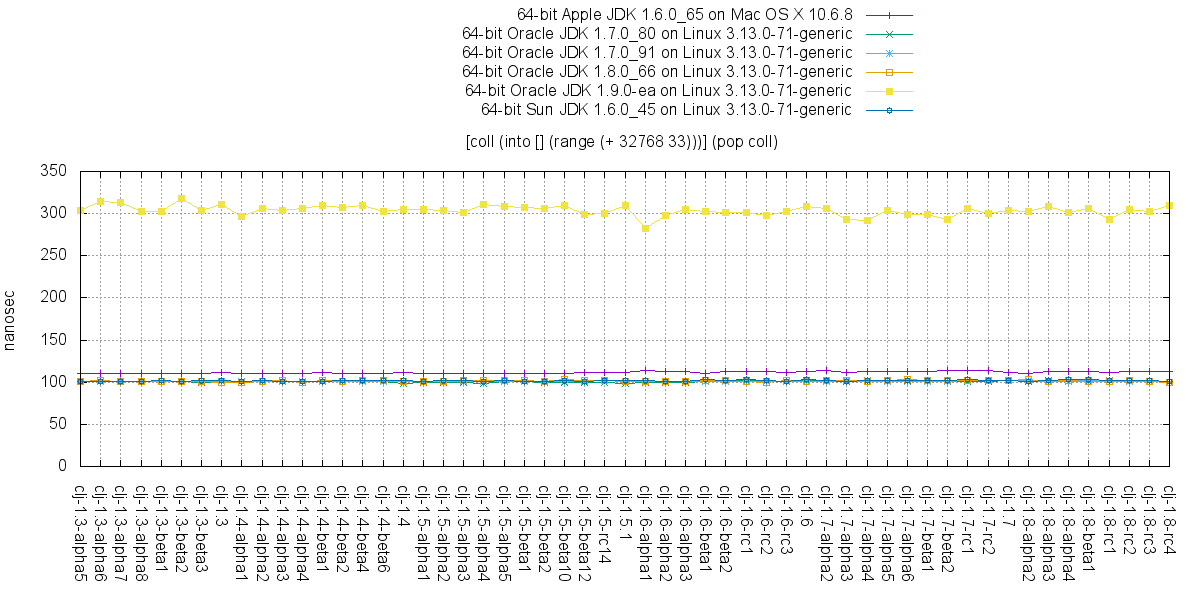 64-bit Apple JDK 1.6.0_65 on Mac OS X 10.6.8
64-bit Oracle JDK 1.7.0_80 on Linux 3.13.0-71-generic
64-bit Oracle JDK 1.7.0_91 on Linux 3.13.0-71-generic
64-bit Oracle JDK 1.8.0_66 on Linux 3.13.0-71-generic
64-bit Oracle JDK 1.9.0-ea on Linux 3.13.0-71-generic
64-bit Sun JDK 1.6.0_45 on Linux 3.13.0-71-generic
[coll (into [] (range (+ 32768 33)))] (pop coll)
350
300
250
200
150
100
50
0
nanosec
clj-1.3-alpha5
clj-1.3-alpha6
clj-1.3-alpha7
clj-1.3-alpha8
clj-1.3-beta1
clj-1.3-beta2
clj-1.3-beta3
clj-1.3
clj-1.4-alpha1
clj-1.4-alpha2
clj-1.4-alpha3
clj-1.4-alpha4
clj-1.4-beta1
clj-1.4-beta2
clj-1.4-beta4
clj-1.4-beta6
clj-1.4
clj-1.5-alpha1
clj-1.5-alpha2
clj-1.5-alpha3
clj-1.5-alpha4
clj-1.5-alpha5
clj-1.5-beta1
clj-1.5-beta2
clj-1.5-beta10
clj-1.5-beta12
clj-1.5-rc14
clj-1.5.1
clj-1.6-alpha1
clj-1.6-alpha2
clj-1.6-alpha3
clj-1.6-beta1
clj-1.6-beta2
clj-1.6-rc1
clj-1.6-rc2
clj-1.6-rc3
clj-1.6
clj-1.7-alpha2
clj-1.7-alpha3
clj-1.7-alpha4
clj-1.7-alpha5
clj-1.7-alpha6
clj-1.7-beta1
clj-1.7-beta2
clj-1.7-rc1
clj-1.7-rc2
clj-1.7
clj-1.8-alpha2
clj-1.8-alpha3
clj-1.8-alpha4
clj-1.8-beta1
clj-1.8-rc1
clj-1.8-rc2
clj-1.8-rc3
clj-1.8-rc4